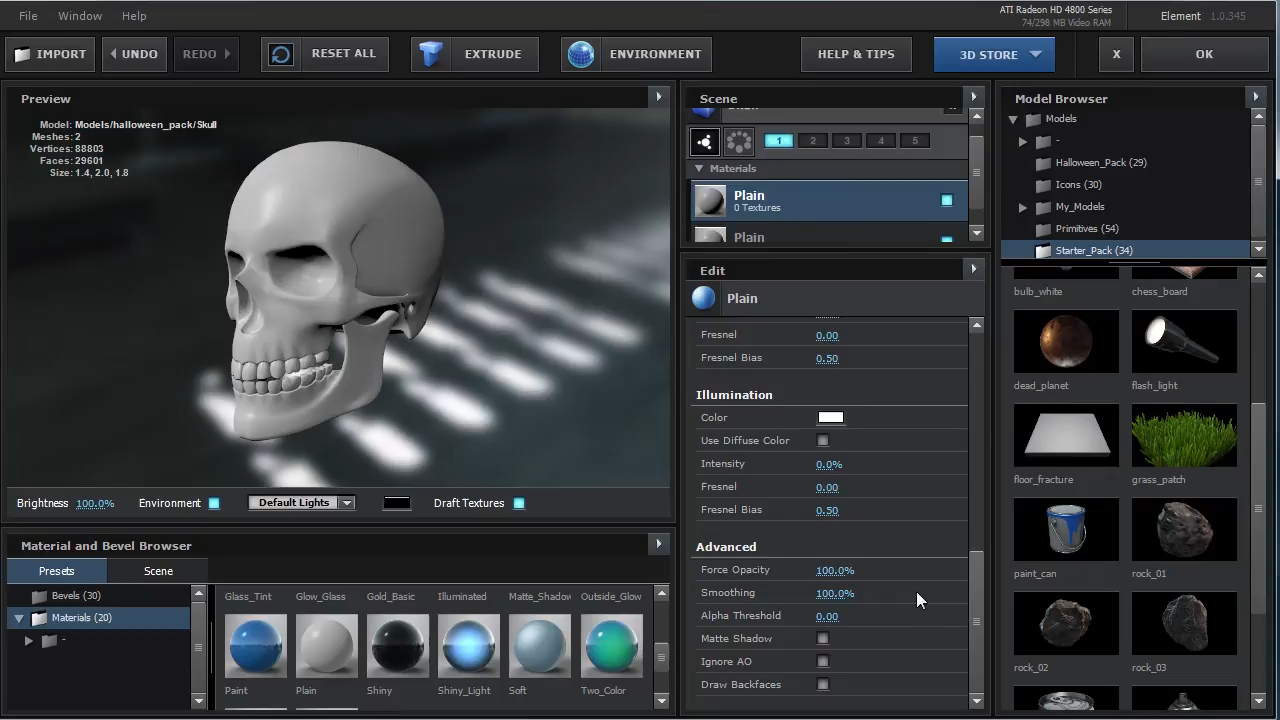 File Window Help
ATI Radeon HD 4800 Series
74/298 MB Video RAM
Element 1.0.345
IMPORT UNDO REDO RESET ALL EXTRUDE ENVIRONMENT HELP & TIPS 3D STORE X OK
Preview
Model: Models/halloween_pack/Skull
Meshes: 2
Vertices: 88803
Faces: 29601
Size: 1.4, 2.0, 1.8
Brightness 100.0% Environment Default Lights Draft Textures
Material and Bevel Browser
Presets Scene
Bevels (30)
Materials (20)
-
Glass_Tint Glow_Glass Gold_Basic Illuminated Matte_Shadow Outside_Glow
Paint Plain Shiny Shiny_Light Soft Two_Color
Scene
1 2 3 4 5
Materials
Plain
0 Textures
Plain
Edit
Plain
Fresnel 0.00
Fresnel Bias 0.50
Illumination
Color
Use Diffuse Color
Intensity 0.0%
Fresnel 0.00
Fresnel Bias 0.50
Advanced
Force Opacity 100.0%
Smoothing 100.0%
Alpha Threshold 0.00
Matte Shadow
Ignore AO
Draw Backfaces
Model Browser
Models
-
Halloween_Pack (29)
Icons (30)
My_Models
Primitives (54)
Starter_Pack (34)
bulb_white chess_board
dead_planet flash_light
floor_fracture grass_patch
paint_can rock_01
rock_02 rock_03